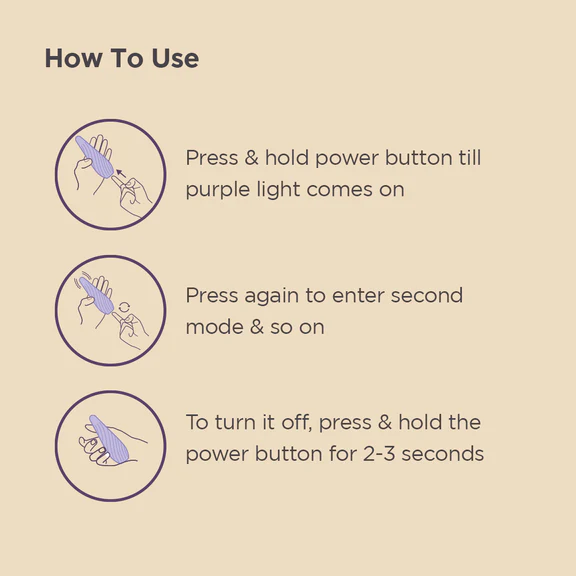 How To Use
Press & hold power button till
purple light comes on
Press again to enter second
mode & so on
To turn it off, press & hold the
power button for 2-3 seconds